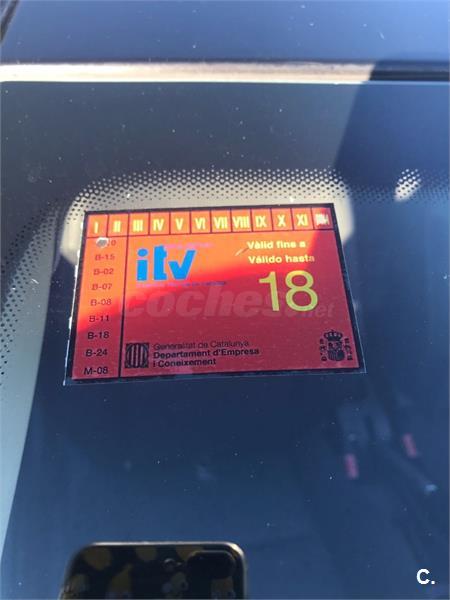 I II III IV V VI VII VIII IX X XI
B-15
B-02
B-07
B-08
B-11
B-18
B-24
M-08
itv
Vàlid fins a
Válido hasta
18
coches.net
Generalitat de Catalunya
Departament d'Empresa
i Coneixement
C.